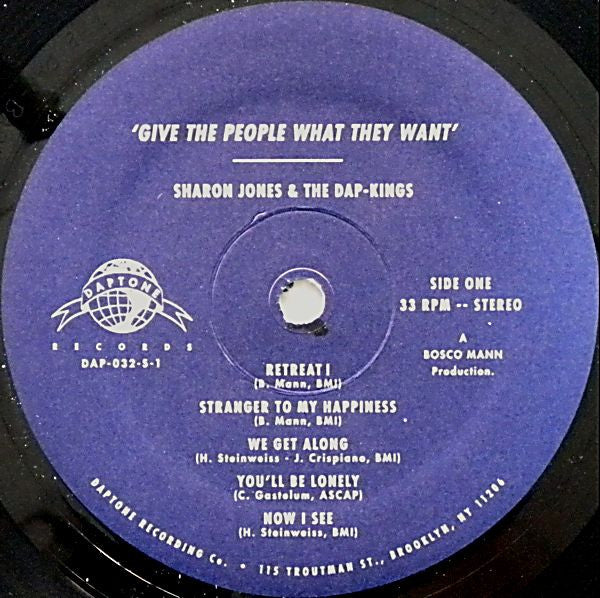 'GIVE THE PEOPLE WHAT THEY WANT'
SHARON JONES & THE DAP-KINGS
DAPTONE
RECORDS
DAP-032-S-1
SIDE ONE
33 RPM -- STEREO
A
BOSCO MANN
Production.
RETREAT!
(B. Mann, BMI)
STRANGER TO MY HAPPINESS
(B. Mann, BMI)
WE GET ALONG
(H. Steinweiss - J. Crispiano, BMI)
YOU'LL BE LONELY
(C. Gastelum, ASCAP)
NOW I SEE
(H. Steinweiss, BMI)
DAPTONE RECORDING Co. • 115 TROUTMAN ST., BROOKLYN, NY 11206